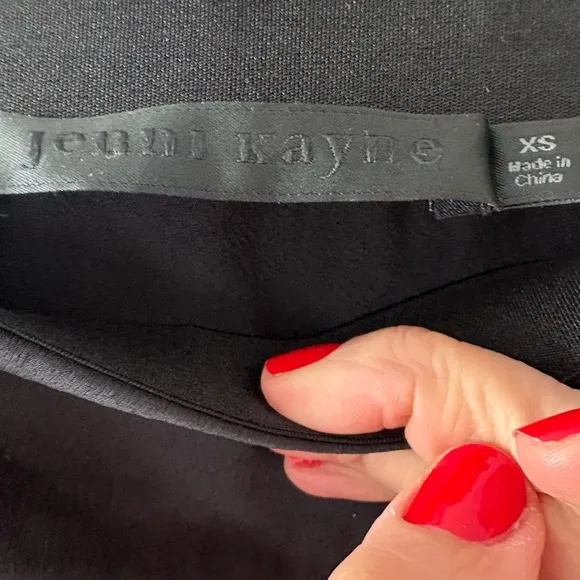 jenni kayne
XS
Made in
China